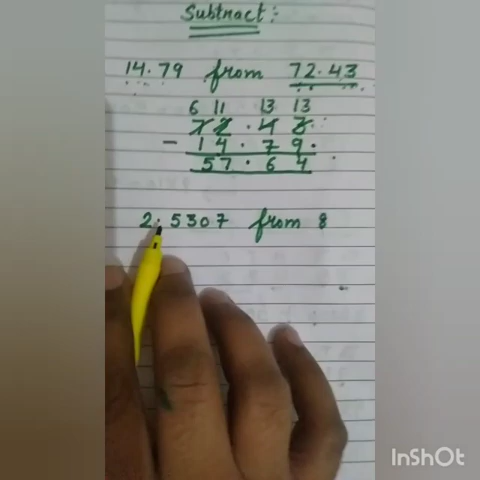 Subtract:
14.79 from 72.43
6 11 13 13
72.43
- 14.79
57.64
2.5307 from 8
InShOt